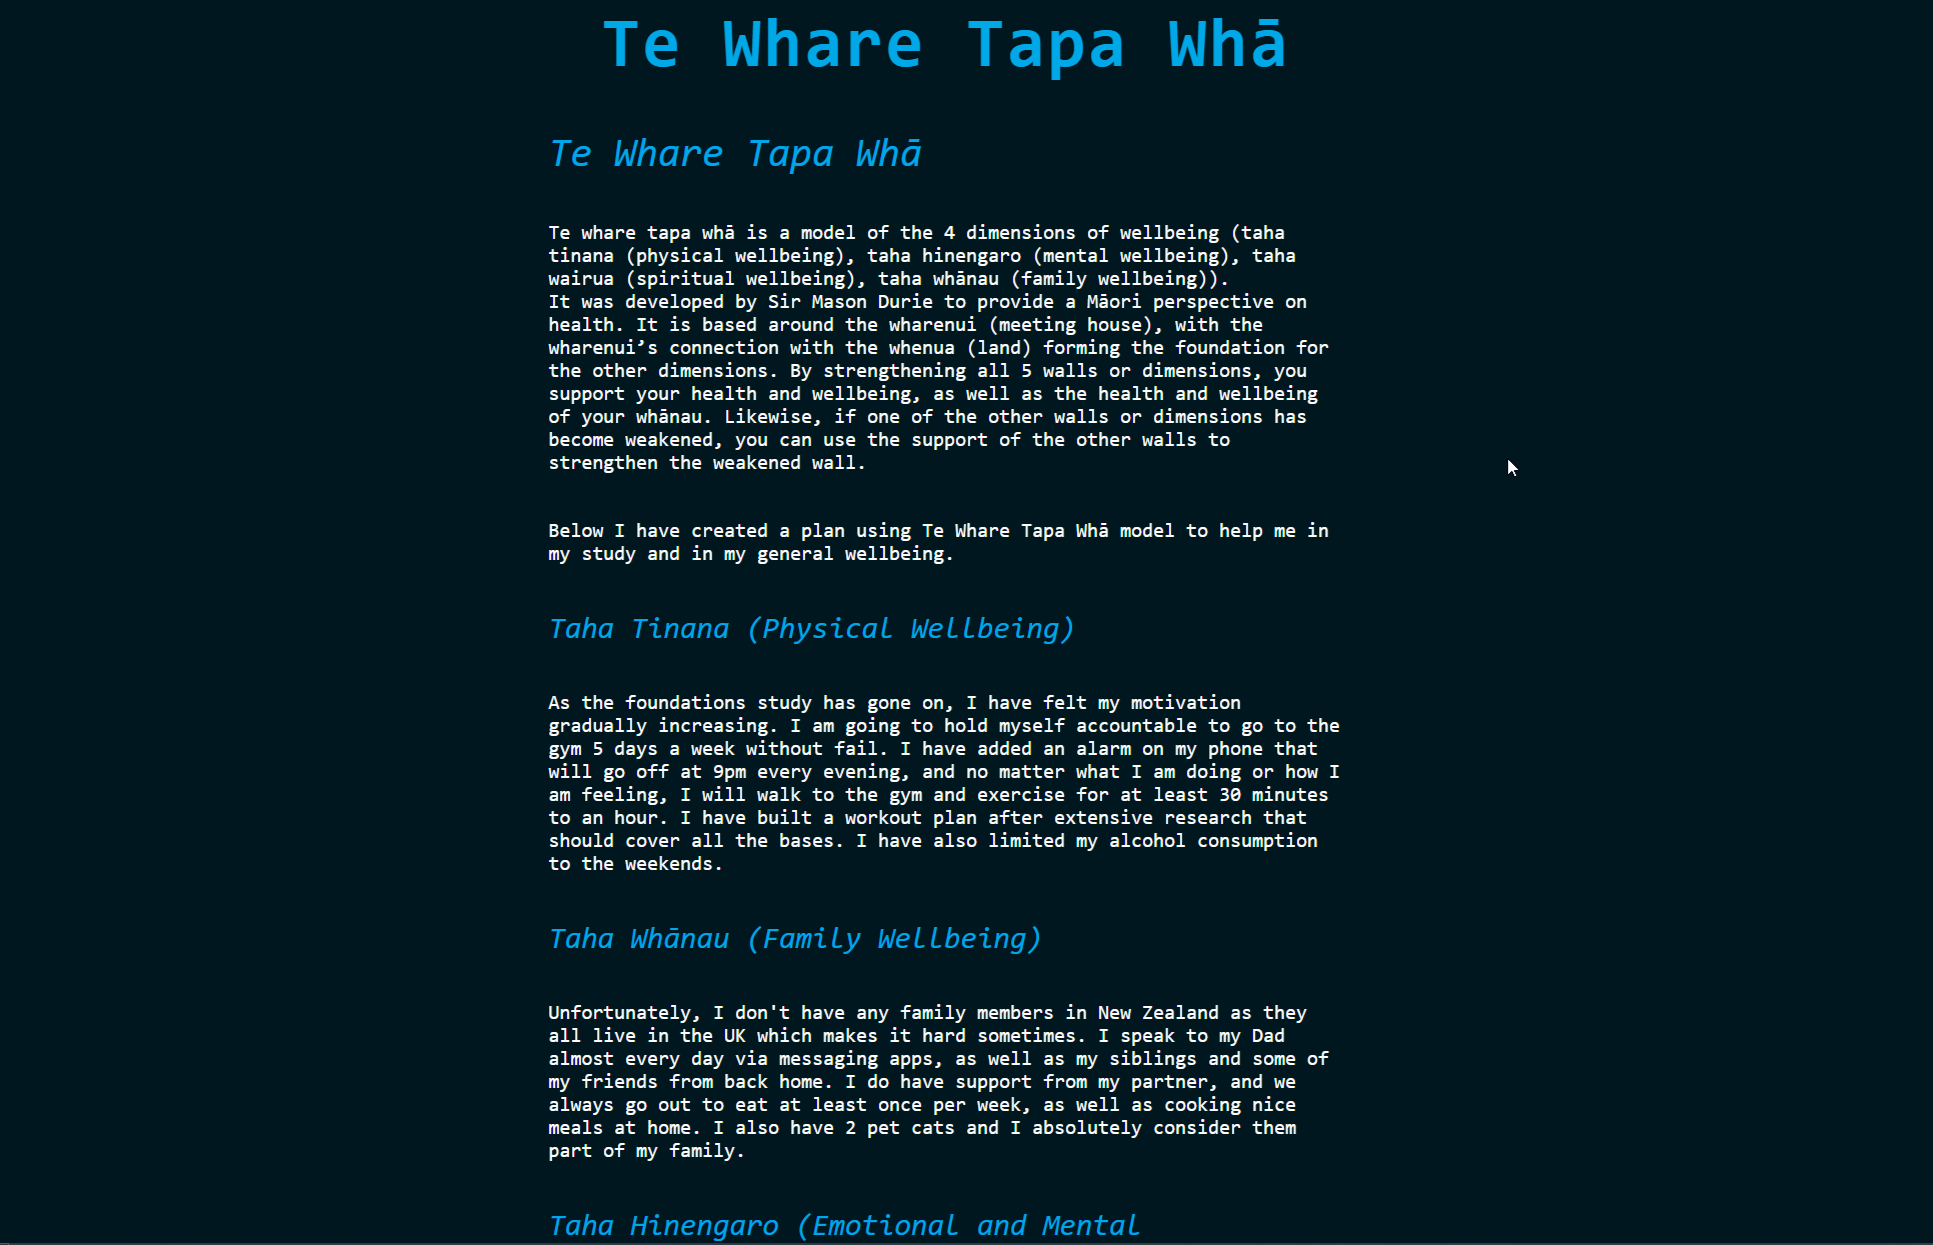 Te Whare Tapa Whā
Te Whare Tapa Whā
Te whare tapa whā is a model of the 4 dimensions of wellbeing (taha
tinana (physical wellbeing), taha hinengaro (mental wellbeing), taha
wairua (spiritual wellbeing), taha whānau (family wellbeing)).
It was developed by Sir Mason Durie to provide a Māori perspective on
health. It is based around the wharenui (meeting house), with the
wharenui’s connection with the whenua (land) forming the foundation for
the other dimensions. By strengthening all 5 walls or dimensions, you
support your health and wellbeing, as well as the health and wellbeing
of your whānau. Likewise, if one of the other walls or dimensions has
become weakened, you can use the support of the other walls to
strengthen the weakened wall.
Below I have created a plan using Te Whare Tapa Whā model to help me in
my study and in my general wellbeing.
Taha Tinana (Physical Wellbeing)
As the foundations study has gone on, I have felt my motivation
gradually increasing. I am going to hold myself accountable to go to the
gym 5 days a week without fail. I have added an alarm on my phone that
will go off at 9pm every evening, and no matter what I am doing or how I
am feeling, I will walk to the gym and exercise for at least 30 minutes
to an hour. I have built a workout plan after extensive research that
should cover all the bases. I have also limited my alcohol consumption
to the weekends.
Taha Whānau (Family Wellbeing)
Unfortunately, I don't have any family members in New Zealand as they
all live in the UK which makes it hard sometimes. I speak to my Dad
almost every day via messaging apps, as well as my siblings and some of
my friends from back home. I do have support from my partner, and we
always go out to eat at least once per week, as well as cooking nice
meals at home. I also have 2 pet cats and I absolutely consider them
part of my family.
Taha Hinengaro (Emotional and Mental